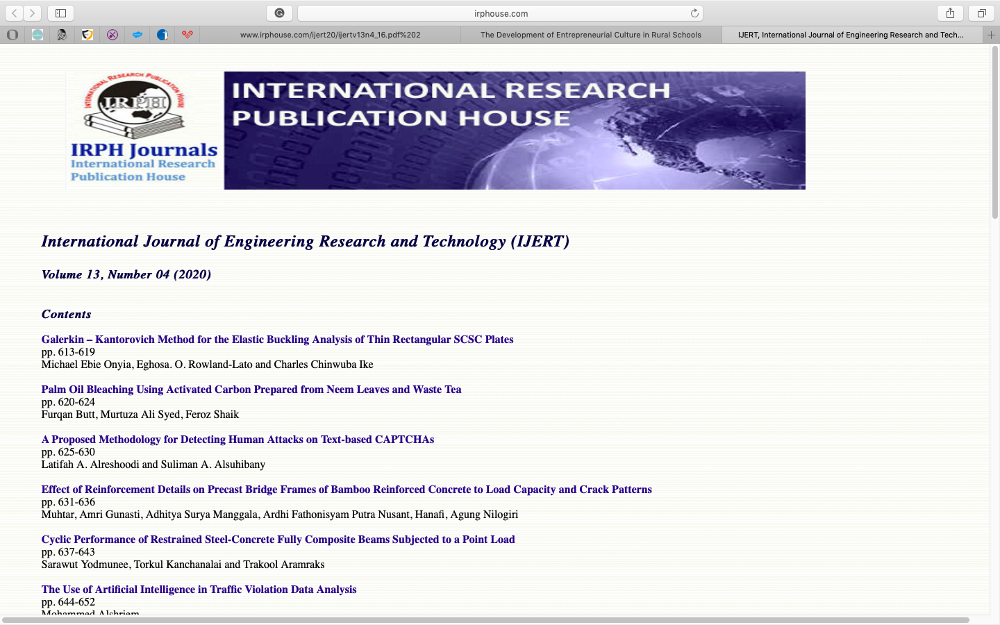 irphouse.com
www.irphouse.com/ijert20/ijertv13n4_16.pdf%202
The Development of Entrepreneurial Culture in Rural Schools
IJERT, International Journal of Engineering Research and Tech...
INTERNATIONAL RESEARCH PUBLICATION HOUSE
IRPH
IRPH Journals
International Research
Publication House
INTERNATIONAL RESEARCH
PUBLICATION HOUSE
International Journal of Engineering Research and Technology (IJERT)
Volume 13, Number 04 (2020)
Contents
Galerkin – Kantorovich Method for the Elastic Buckling Analysis of Thin Rectangular SCSC Plates
pp. 613-619
Michael Ebie Onyia, Eghosa. O. Rowland-Lato and Charles Chinwuba Ike
Palm Oil Bleaching Using Activated Carbon Prepared from Neem Leaves and Waste Tea
pp. 620-624
Furqan Butt, Murtuza Ali Syed, Feroz Shaik
A Proposed Methodology for Detecting Human Attacks on Text-based CAPTCHAs
pp. 625-630
Latifah A. Alreshoodi and Suliman A. Alsuhibany
Effect of Reinforcement Details on Precast Bridge Frames of Bamboo Reinforced Concrete to Load Capacity and Crack Patterns
pp. 631-636
Muhtar, Amri Gunasti, Adhitya Surya Manggala, Ardhi Fathonisyam Putra Nusant, Hanafi, Agung Nilogiri
Cyclic Performance of Restrained Steel-Concrete Fully Composite Beams Subjected to a Point Load
pp. 637-643
Sarawut Yodmunee, Torkul Kanchanalai and Trakool Aramraks
The Use of Artificial Intelligence in Traffic Violation Data Analysis
pp. 644-652
Mohammed